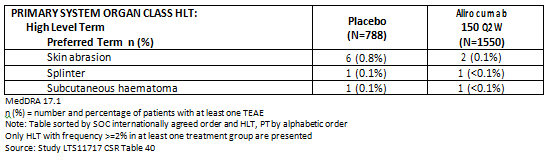 PRIMARY SYSTEM ORGAN CLASS HLT: Placebo Alirocumab
High Level Term (N=788) 150 Q2W
Preferred Term n (%) (N=1550)
Skin abrasion 6 (0.8%) 2 (0.1%)
Splinter 1 (0.1%) 1 (<0.1%)
Subcutaneous haematoma 1 (0.1%) 1 (<0.1%)
MedDRA 17.1
n (%) = number and percentage of patients with at least one TEAE
Note: Table sorted by SOC internationally agreed order and HLT, PT by alphabetic order
Only HLT with frequency >=2% in at least one treatment group are presented
Source: Study LTS11717 CSR Table 40